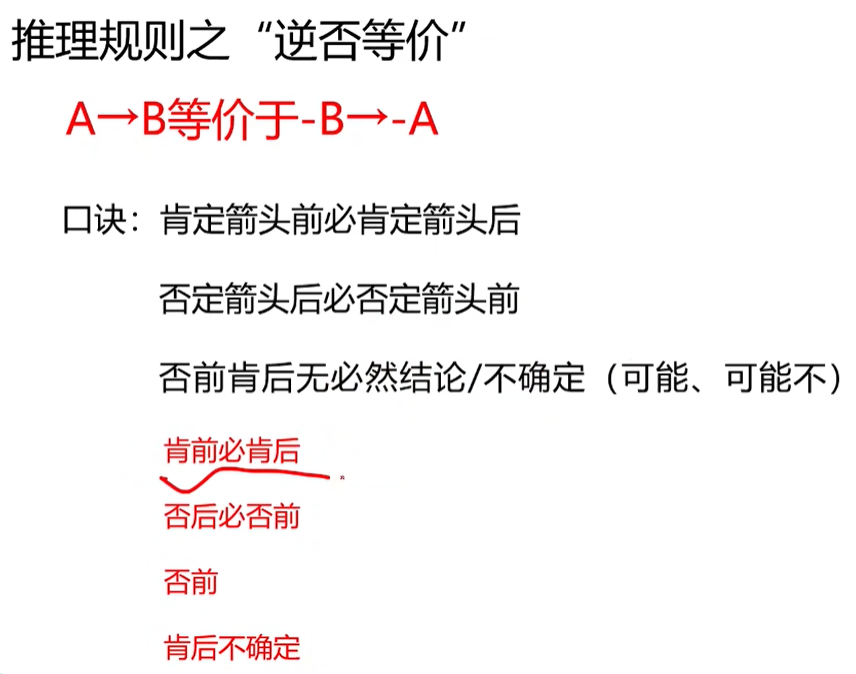 推理规则之“逆否等价”
A→B等价于-B→-A
口诀：肯定箭头前必肯定箭头后
否定箭头后必否定箭头前
否前肯后无必然结论/不确定（可能、可能不）
肯前必肯后
否后必否前
否前
肯后不确定